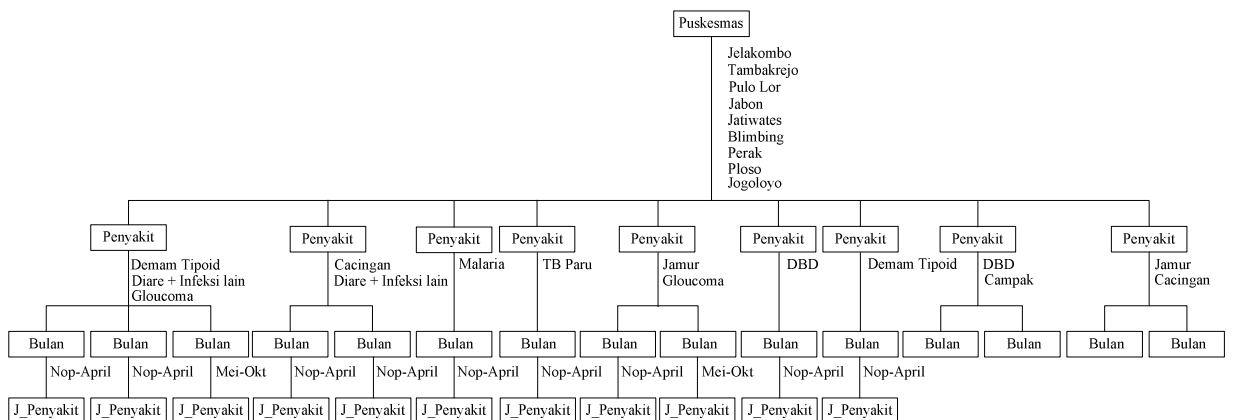 Puskesmas
Jelakombo
Tambakrejo
Pulo Lor
Jabon
Jatiwates
Blimbing
Perak
Ploso
Jogoloyo
Penyakit Penyakit Penyakit Penyakit Penyakit Penyakit Penyakit Penyakit Penyakit
Demam Tipoid
Diare + Infeksi lain
Gloucoma
Cacingan
Diare + Infeksi lain
Malaria
TB Paru
Jamur
Gloucoma
DBD
Demam Tipoid
DBD
Campak
Jamur
Cacingan
Bulan Bulan Bulan Bulan Bulan Bulan Bulan Bulan Bulan Bulan Bulan Bulan Bulan Bulan Bulan
Nop-April Nop-April Mei-Okt Nop-April Nop-April Nop-April Nop-April Nop-April Mei-Okt Nop-April Nop-April
J_Penyakit J_Penyakit J_Penyakit J_Penyakit J_Penyakit J_Penyakit J_Penyakit J_Penyakit J_Penyakit J_Penyakit J_Penyakit